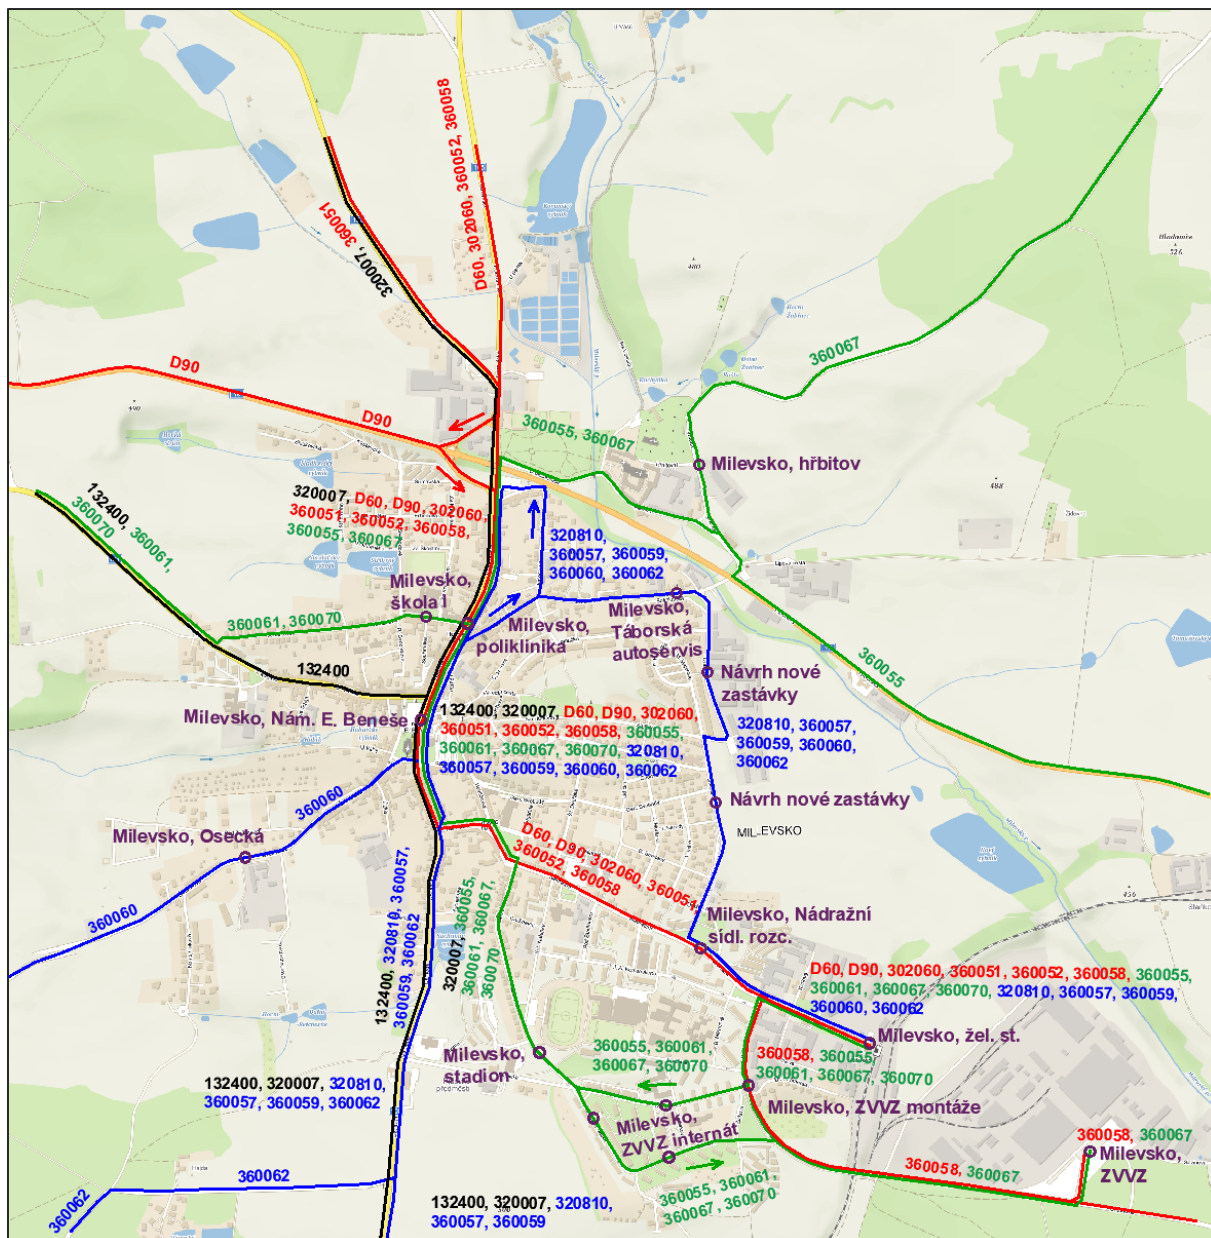 D60, 302060, 360052, 360058
320007, 360051
360067
D90
D90
360055, 360067
Milevsko, hřbitov
132400, 360061,
360070
320007, D60, D90, 302060,
360051, 360052, 360058,
360055, 360067
320810,
360057, 360059,
360060, 360062
Milevsko,
škola I
360061, 360070
Milevsko,
poliklinika
Milevsko,
Táborská
autoservis
360055
132400
Návrh nové
zastávky
Milevsko, Nám. E. Beneše
132400, 320007, D60, D90, 302060,
360051, 360052, 360058, 360055,
360061, 360067, 360070, 320810,
360057, 360059, 360060, 360062
320810, 360057,
360059, 360060,
360062
360060
Návrh nové zastávky
MIL-EVSKO
Milevsko, Osecká
D60, D90, 302060, 360051,
360052, 360058
360060
132400, 320810, 360057,
360059, 360062
320007, 360055,
360061, 360067,
360070
Milevsko, Nádražní
sídl. rozc.
D60, D90, 302060, 360051, 360052, 360058, 360055,
360061, 360067 360070, 320810, 360057, 360059,
360060, 360062
Milevsko, žel. st.
Milevsko,
stadion
360055, 360061,
360067, 360070
360058, 360055,
360061, 360067, 360070
132400, 320007, 320810,
360057, 360059, 360062
Milevsko, ZVVZ montáže
Milevsko,
ZVVZ internát
360058, 360067
Milevsko,
ZVVZ
360058, 360067
360062
360062
360055, 360061,
360067, 360070
132400, 320007, 320810,
360057, 360059
480
526
490
488
456